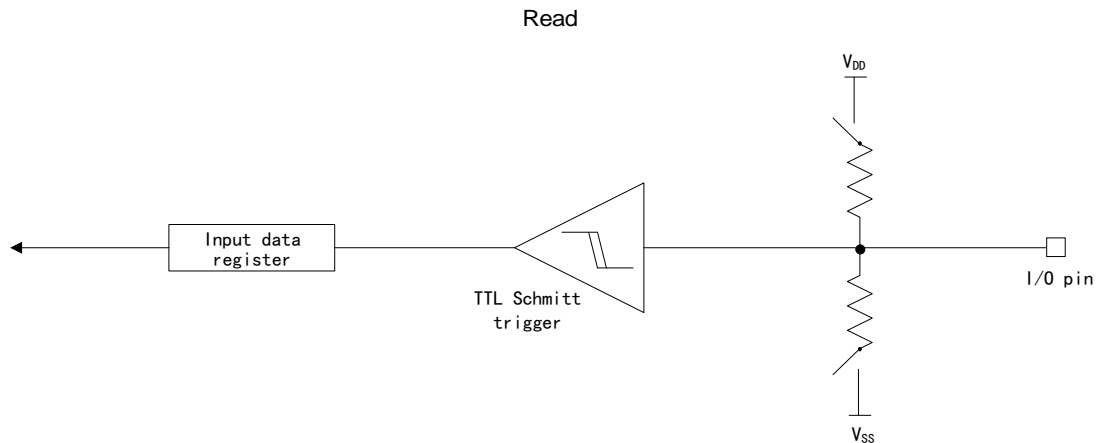 Read
VDD
Input data
register
TTL Schmitt
trigger
I/O pin
VSS